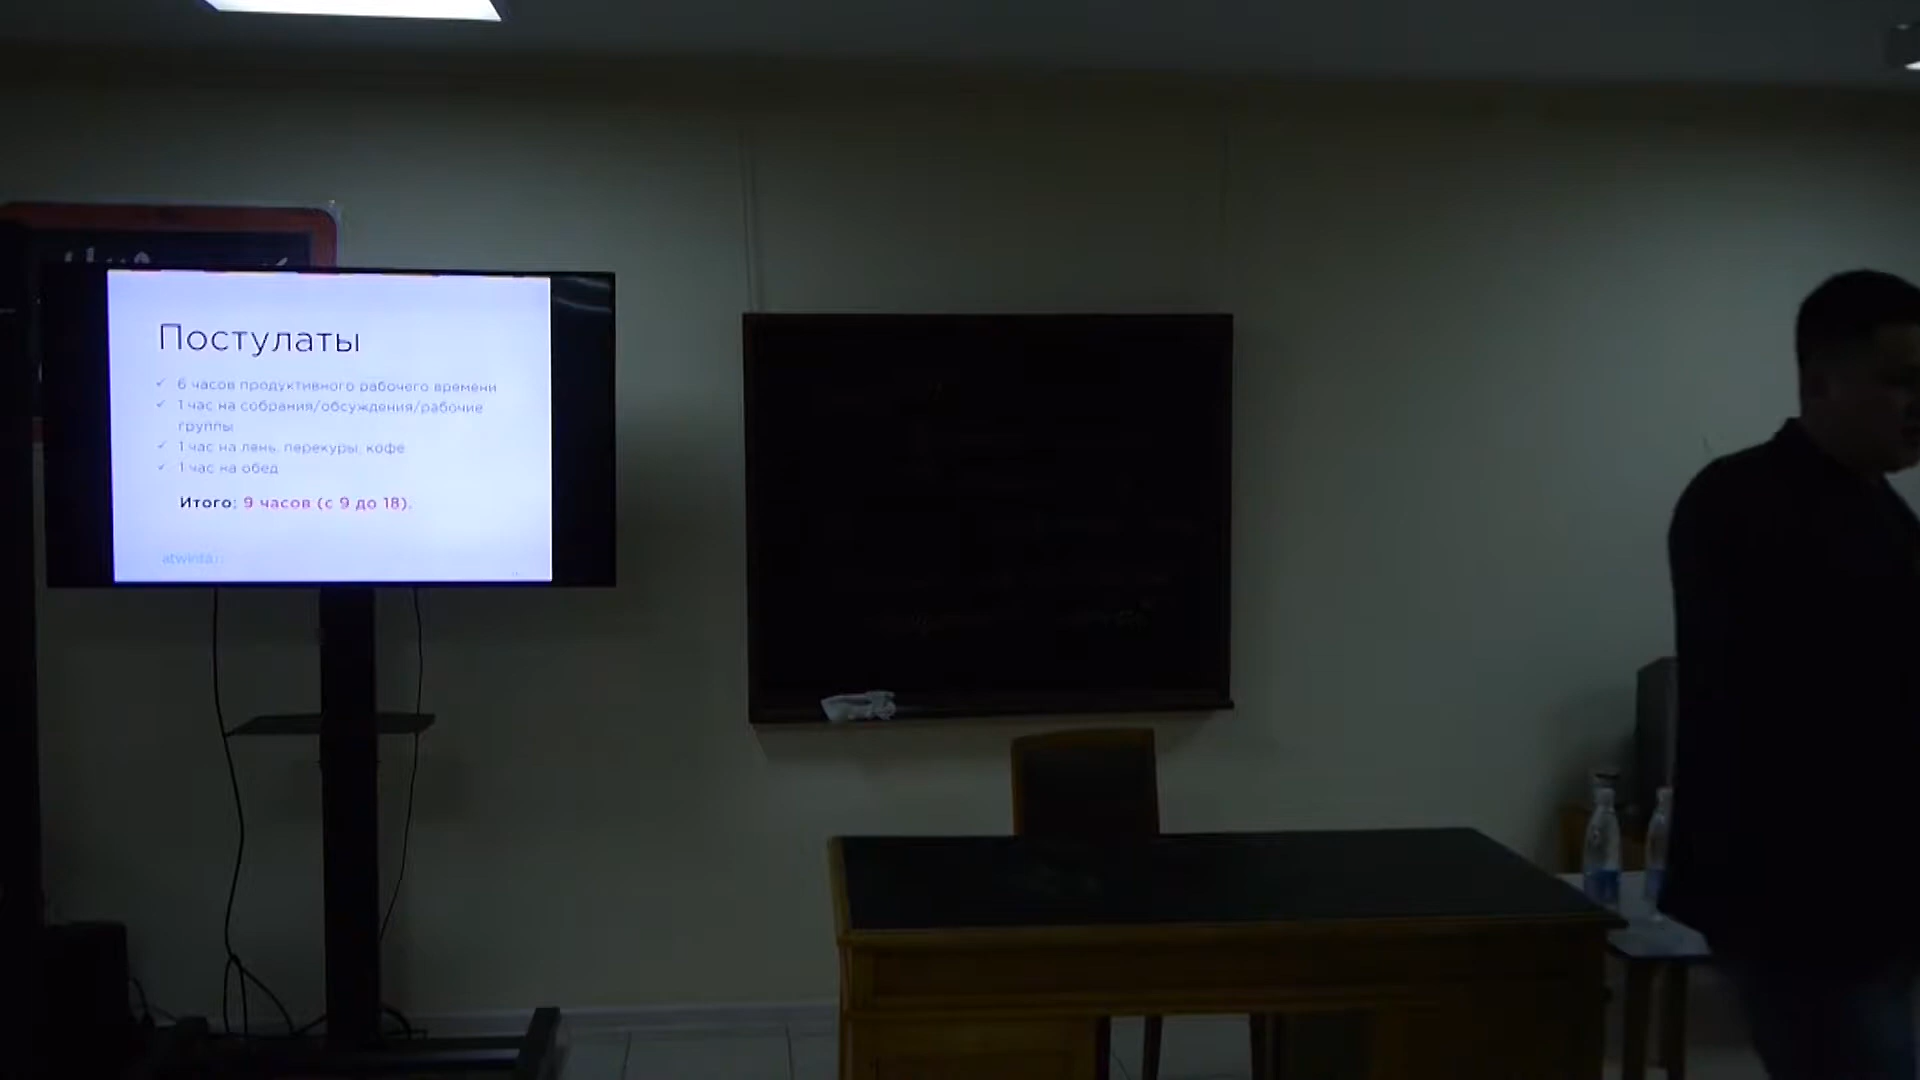 Постулаты
✓ 6 часов продуктивного рабочего времени
✓ 1 час на собрания/обсуждения/рабочие
группы
✓ 1 час на лень, перекуры, кофе
✓ 1 час на обед
Итого: 9 часов (с 9 до 18).